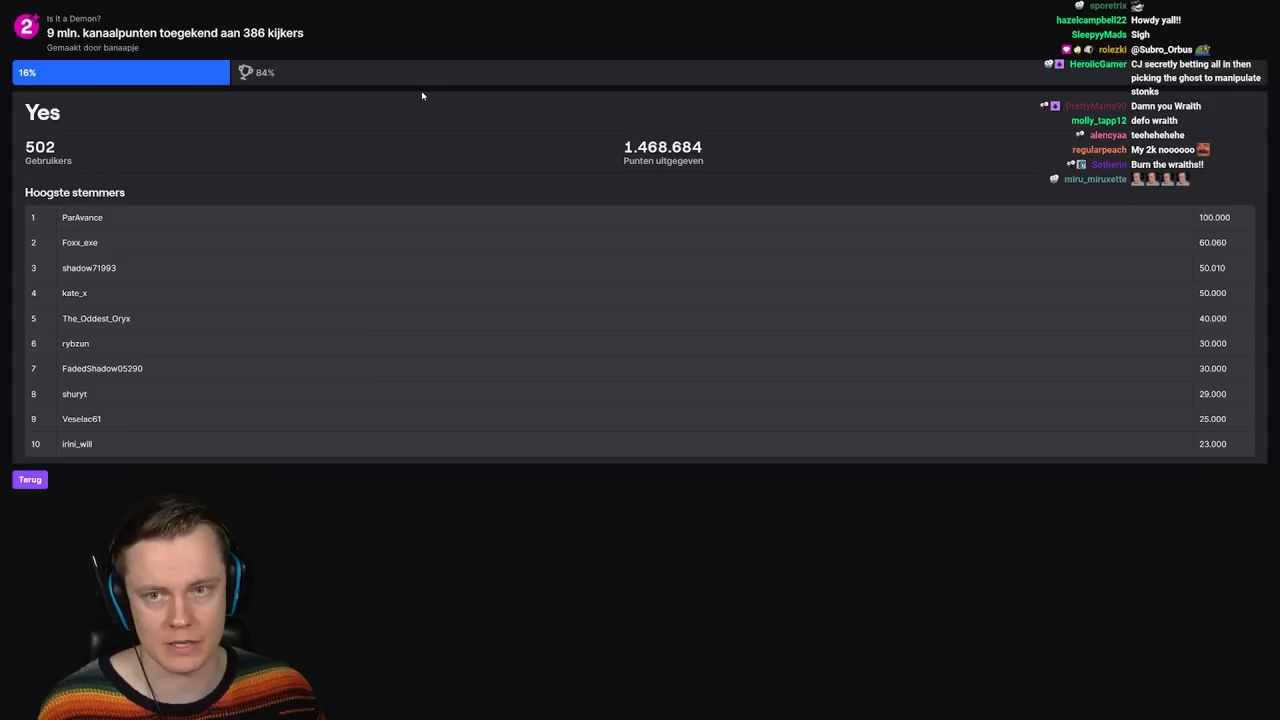 2
Is it a Demon?
9 mln. kanaalpunten toegekend aan 386 kijkers
Gemaakt door banaapje
16%
84%
Yes
502
Gebruikers
1.468.684
Punten uitgegeven
Hoogste stemmers
1 ParAvance 100.000
2 Foxx_exe 60.060
3 shadow71993 50.010
4 kate_x 50.000
5 The_Oddest_Oryx 40.000
6 rybzun 30.000
7 FadedShadow05290 30.000
8 shuryt 29.000
9 Veselac61 25.000
10 irini_will 23.000
Terug
sporetrix
hazelcampbell22 Howdy yall!!
SleepyyMads Sigh
rolezki @Subro_Orbus
HeroiicGamer CJ secretly betting all in then
picking the ghost to manipulate
stonks
PrettyMama90 Damn you Wraith
molly_tapp12 defo wraith
alencyaa teehehehehe
regularpeach My 2k noooooo
Sotherin Burn the wraiths!!
miru_miruxette